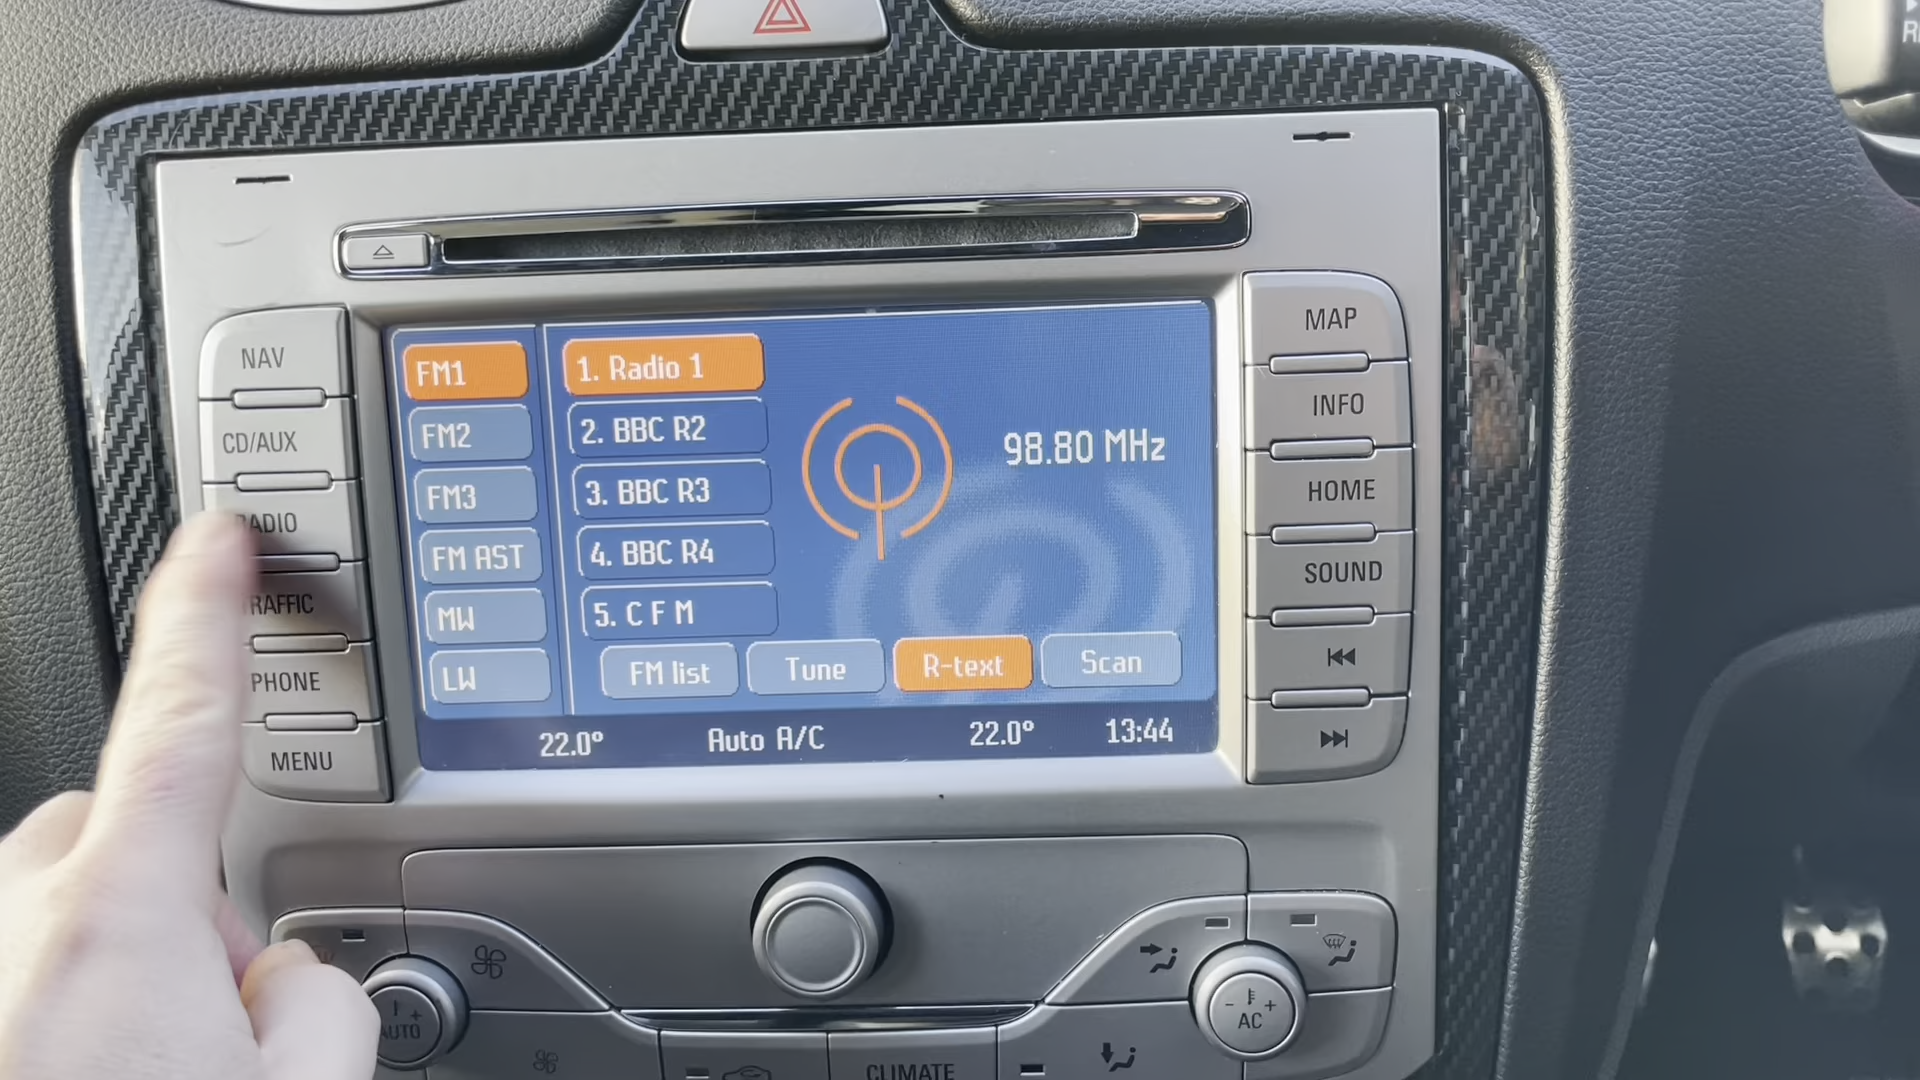 NAV
CD/AUX
RADIO
TRAFFIC
PHONE
MENU
FM1
FM2
FM3
FM AST
MW
LW
1. Radio 1
2. BBC R2
3. BBC R3
4. BBC R4
5. C F M
98.80 MHz
FM list
Tune
R-text
Scan
22.0°
Auto A/C
22.0°
13:44
MAP
INFO
HOME
SOUND
AUTO
CLIMATE
- +
AC